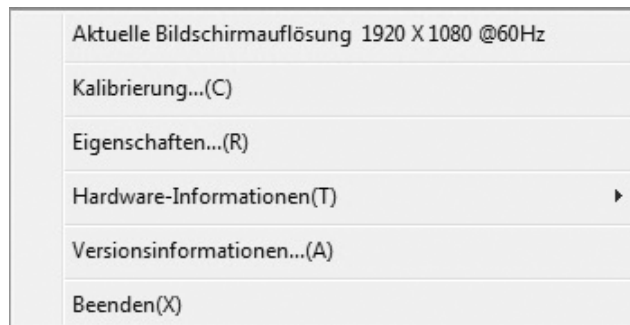 Aktuelle Bildschirmauflösung 1920 X 1080 @60Hz
Kalibrierung...(C)
Eigenschaften...(R)
Hardware-Informationen(T)
Versionsinformationen...(A)
Beenden(X)